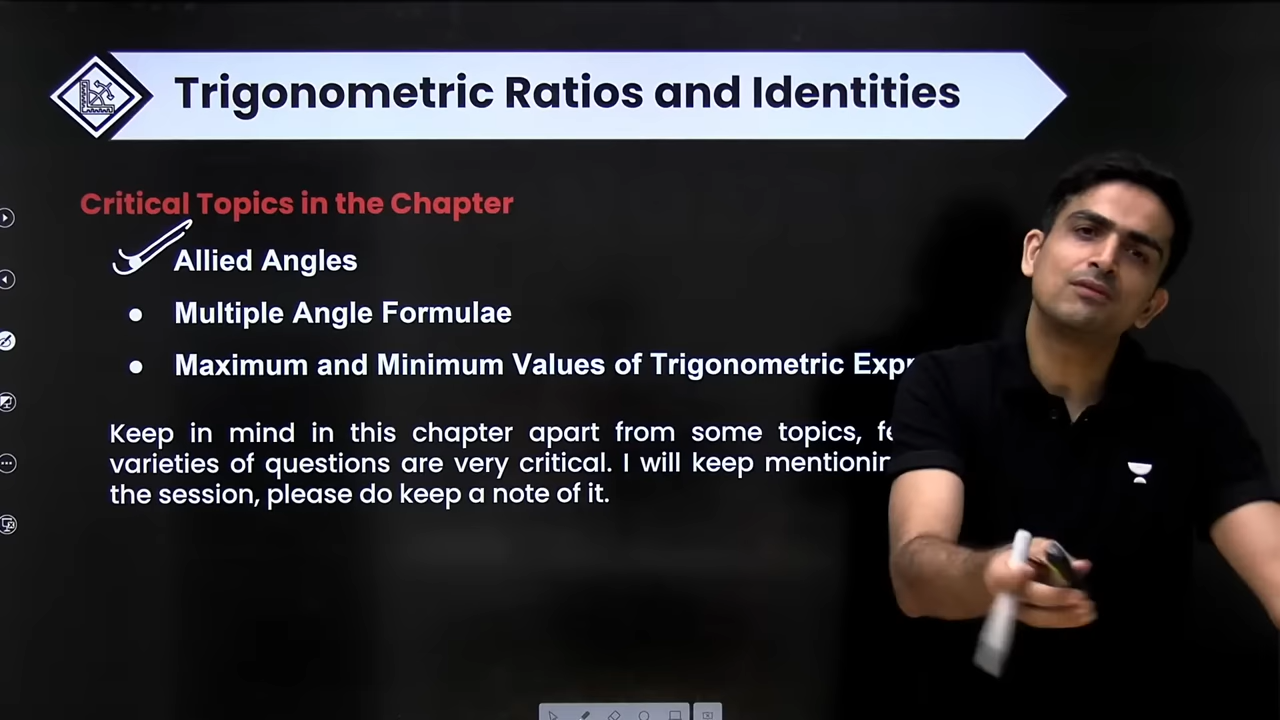 Trigonometric Ratios and Identities
Critical Topics in the Chapter
Allied Angles
Multiple Angle Formulae
Maximum and Minimum Values of Trigonometric
Keep in mind in this chapter apart from some topics,
varieties of questions are very critical. I will keep
the session, please do keep a note of it.